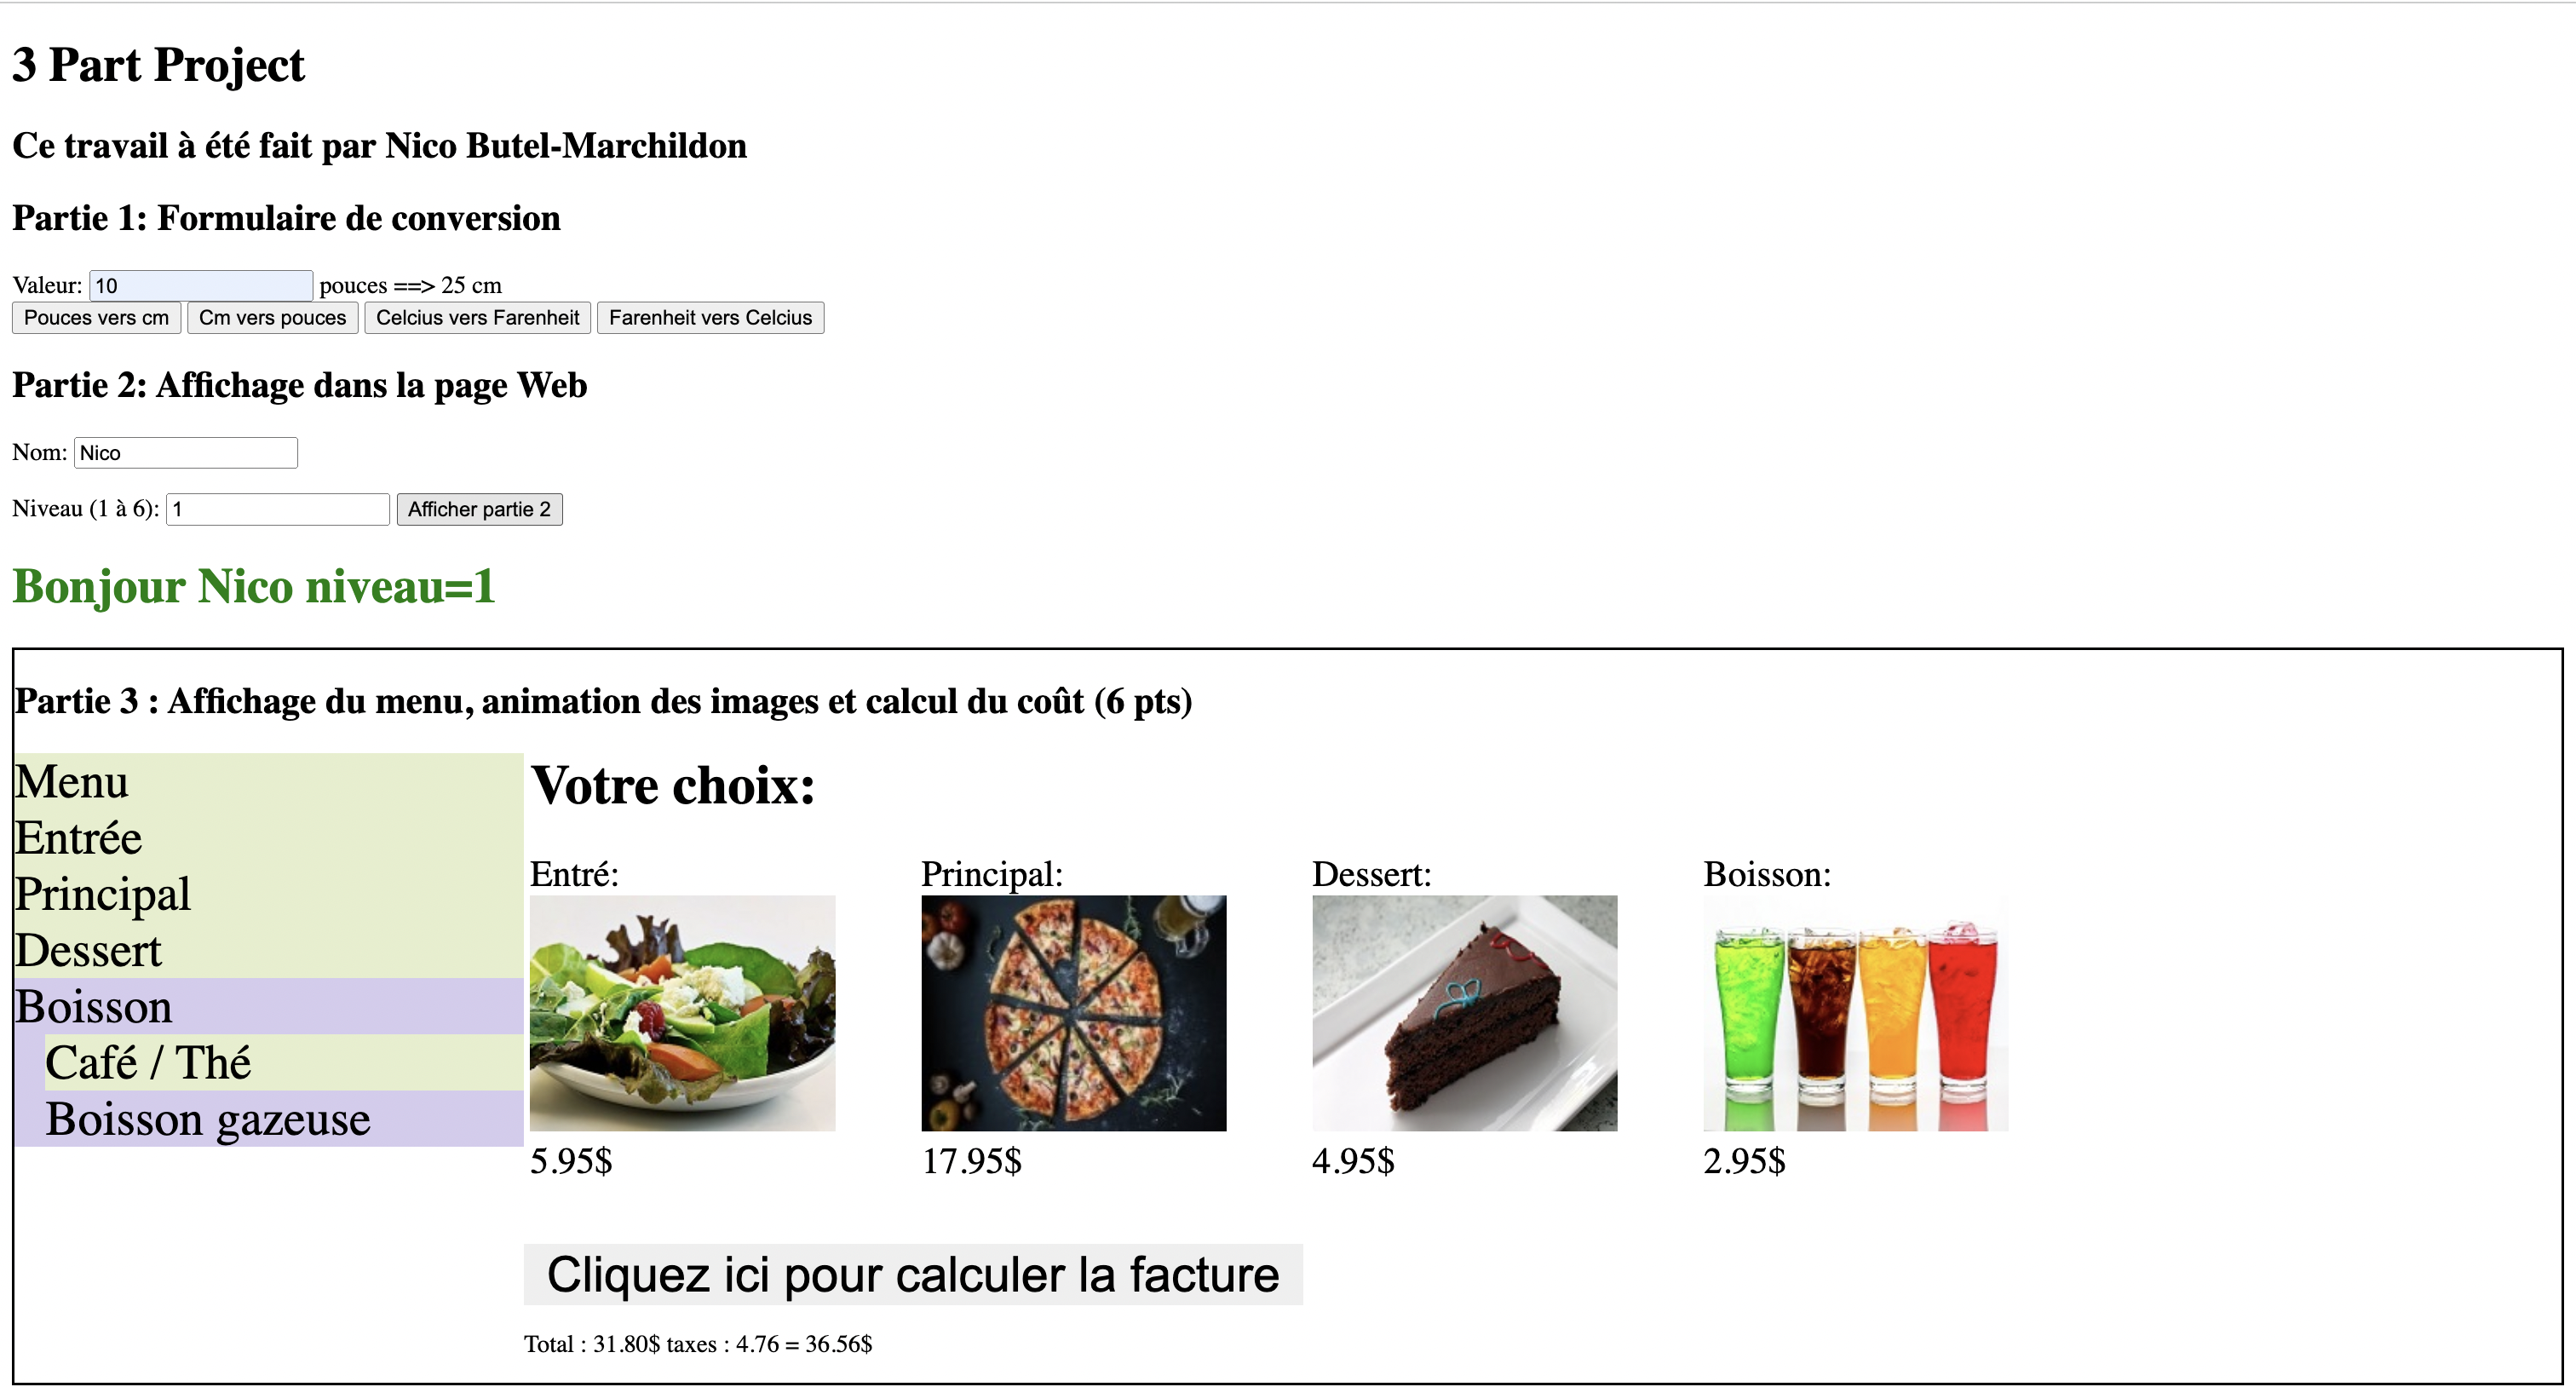 3 Part Project
Ce travail à été fait par Nico Butel-Marchildon
Partie 1: Formulaire de conversion
Valeur: 10 pouces ==> 25 cm
Pouces vers cm Cm vers pouces Celcius vers Farenheit Farenheit vers Celcius
Partie 2: Affichage dans la page Web
Nom: Nico
Niveau (1 à 6): 1 Afficher partie 2
Bonjour Nico niveau=1
Partie 3 : Affichage du menu, animation des images et calcul du coût (6 pts)
Menu
Entrée
Principal
Dessert
Boisson
Café / Thé
Boisson gazeuse
Votre choix:
Entré: Principal: Dessert: Boisson:
5.95$ 17.95$ 4.95$ 2.95$
Cliquez ici pour calculer la facture
Total : 31.80$ taxes : 4.76 = 36.56$